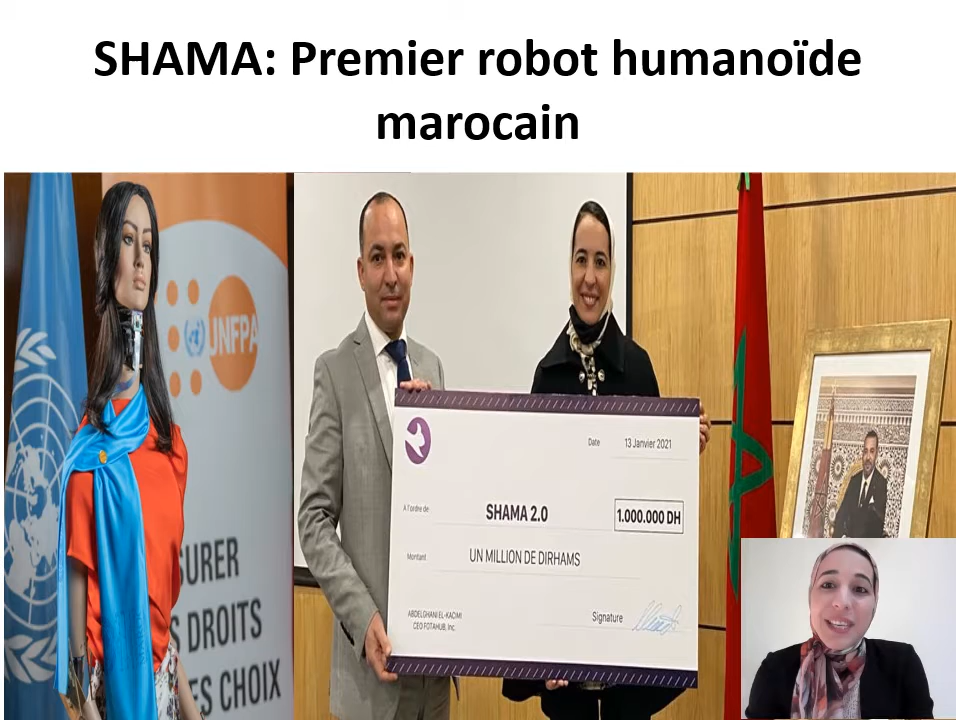 SHAMA: Premier robot humanoïde
marocain
UNFPA
SURER
DROITS
ES CHOIX
Date
13 Janvier 2021
A l'ordre de
SHAMA 2.0
1.000.000 DH
Montant
UN MILLION DE DIRHAMS
ABDELGHANI EL-KACIMI
CEO FOTAHUB, Inc.
Signature